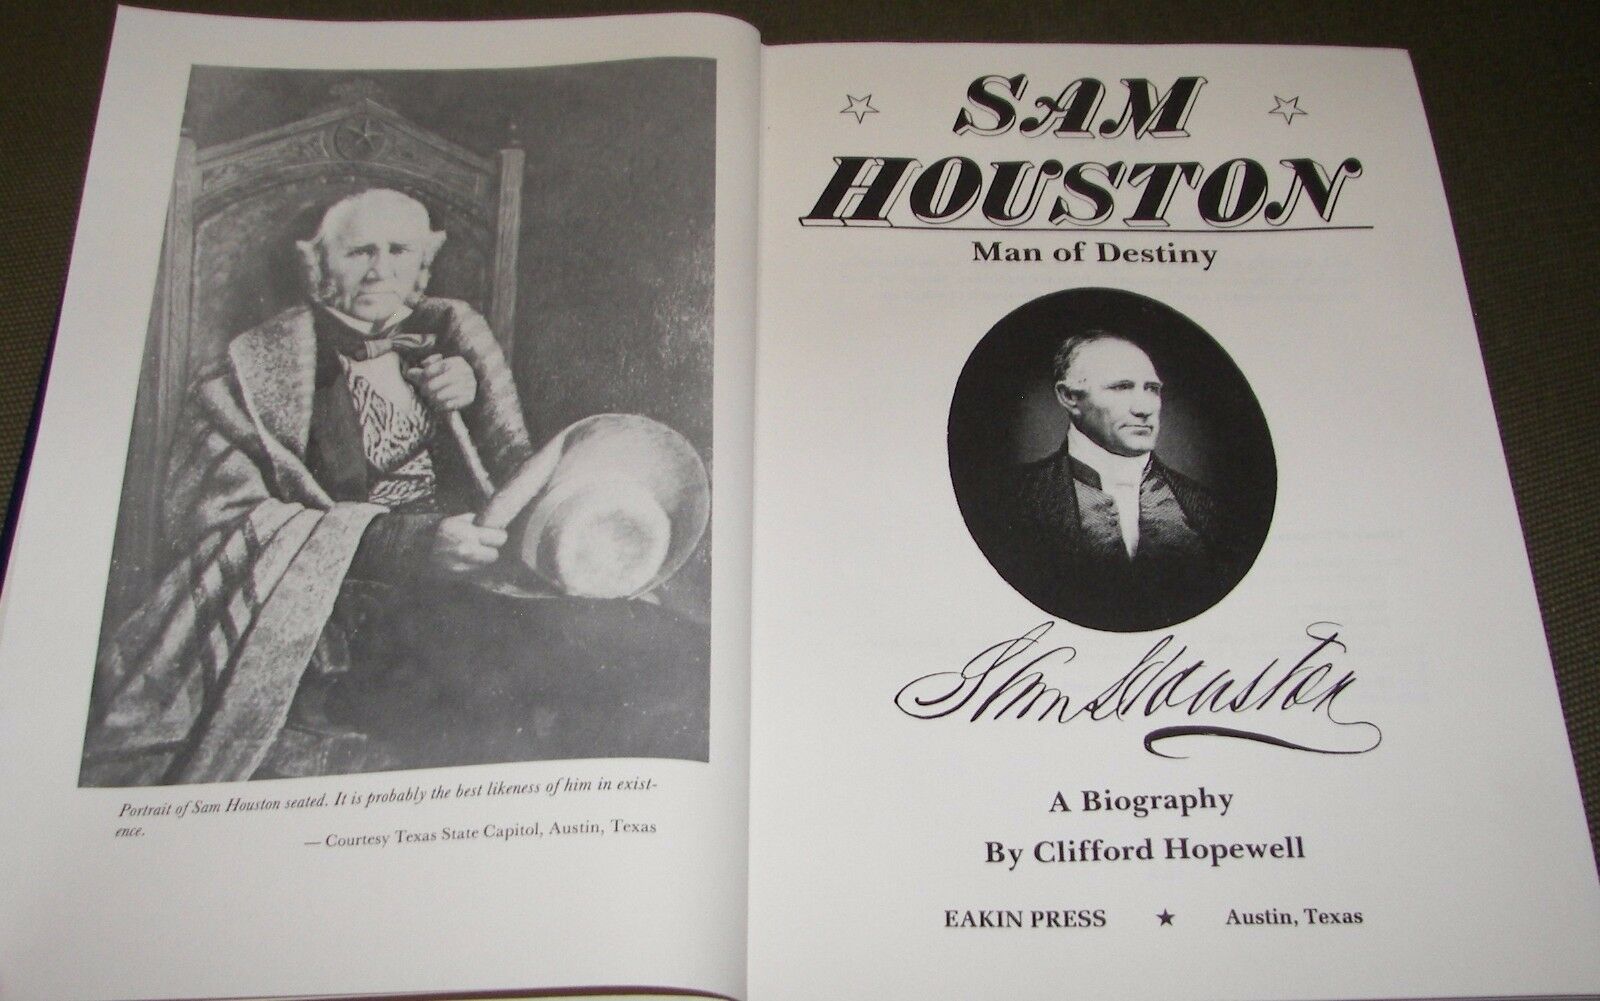 Portrait of Sam Houston seated. It is probably the best likeness of him in exist-
ence.
— Courtesy Texas State Capitol, Austin, Texas
SAM
HOUSTON
Man of Destiny
Sam Houston
A Biography
By Clifford Hopewell
EAKIN PRESS ★ Austin, Texas